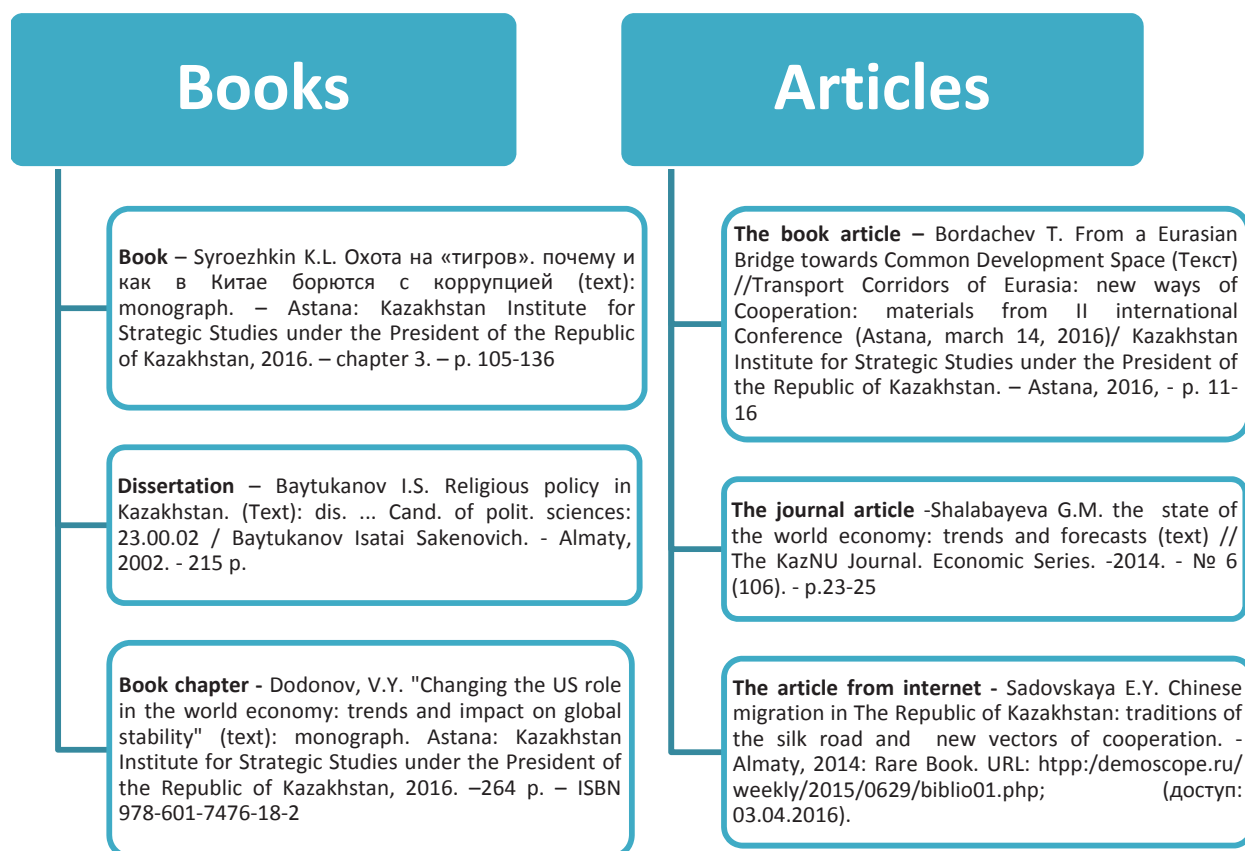 Books
Book – Syroezhkin K.L. Охота на «тигров». почему и
как в Китае борются с коррупцией (text):
monograph. – Astana: Kazakhstan Institute for
Strategic Studies under the President of the Republic
of Kazakhstan, 2016. – chapter 3. – p. 105-136
Dissertation – Baytukanov I.S. Religious policy in
Kazakhstan. (Text): dis. ... Cand. of polit. sciences:
23.00.02 / Baytukanov Isatai Sakenovich. - Almaty,
2002. - 215 p.
Book chapter - Dodonov, V.Y. "Changing the US role
in the world economy: trends and impact on global
stability" (text): monograph. Astana: Kazakhstan
Institute for Strategic Studies under the President of
the Republic of Kazakhstan, 2016. –264 p. – ISBN
978-601-7476-18-2
Articles
The book article – Bordachev T. From a Eurasian
Bridge towards Common Development Space (Текст)
//Transport Corridors of Eurasia: new ways of
Cooperation: materials from II international
Conference (Astana, march 14, 2016)/ Kazakhstan
Institute for Strategic Studies under the President of
the Republic of Kazakhstan. – Astana, 2016, - p. 11-
16
The journal article -Shalabayeva G.M. the state of
the world economy: trends and forecasts (text) //
The KazNU Journal. Economic Series. -2014. - № 6
(106). - p.23-25
The article from internet - Sadovskaya E.Y. Chinese
migration in The Republic of Kazakhstan: traditions of
the silk road and new vectors of cooperation. -
Almaty, 2014: Rare Book. URL: htpp:/demoscope.ru/
weekly/2015/0629/biblio01.php; (доступ:
03.04.2016).